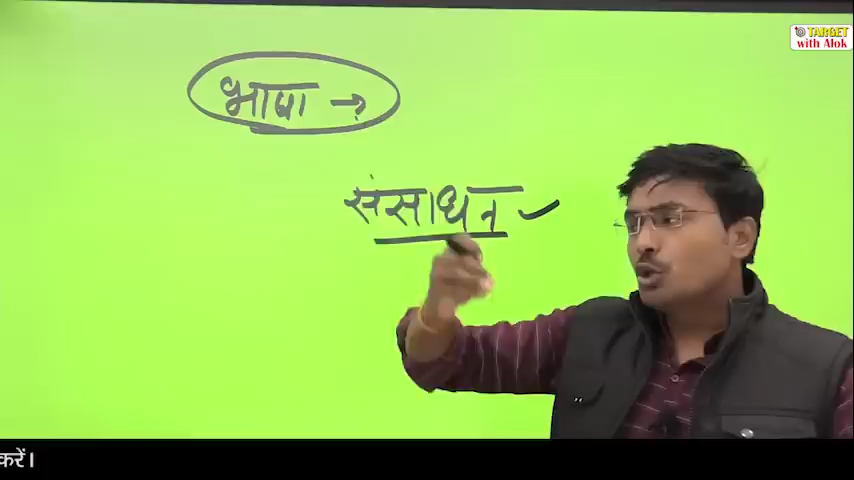 TARGET
with Alok
भाषा →
संसाधन ✓
करें।